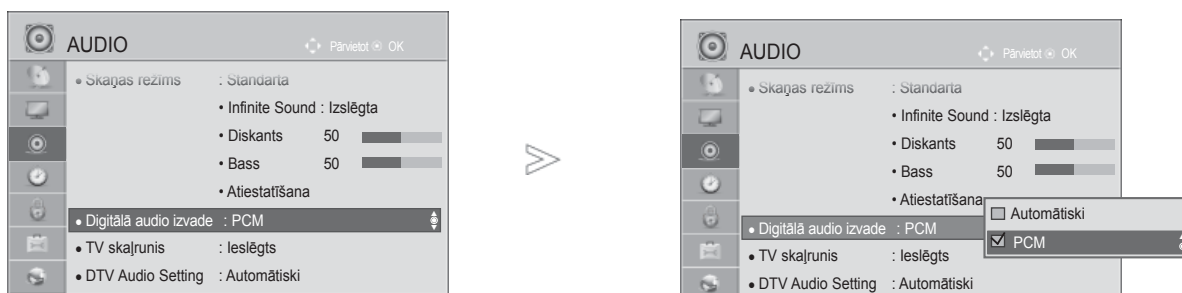 AUDIO
Pārvietot OK
• Skaņas režīms : Standarta
• Infinite Sound : Izslēgta
• Diskants 50
• Bass 50
• Atiestatīšana
• Digitālā audio izvade : PCM
• TV skaļrunis : Ieslēgts
• DTV Audio Setting : Automātiski
AUDIO
Pārvietot OK
• Skaņas režīms : Standarta
• Infinite Sound : Izslēgta
• Diskants 50
• Bass 50
• Atiestatīšana
Automātiski
• Digitālā audio izvade : PCM
PCM
• TV skaļrunis : Ieslēgts
• DTV Audio Setting : Automātiski